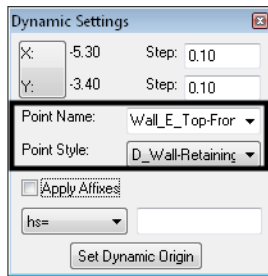 Dynamic Settings
X: -5.30 Step: 0.10
Y: -3.40 Step: 0.10
Point Name: Wall_E_Top-Fror
Point Style: D_Wall-Retaining
Apply Affixes
hs=
Set Dynamic Origin